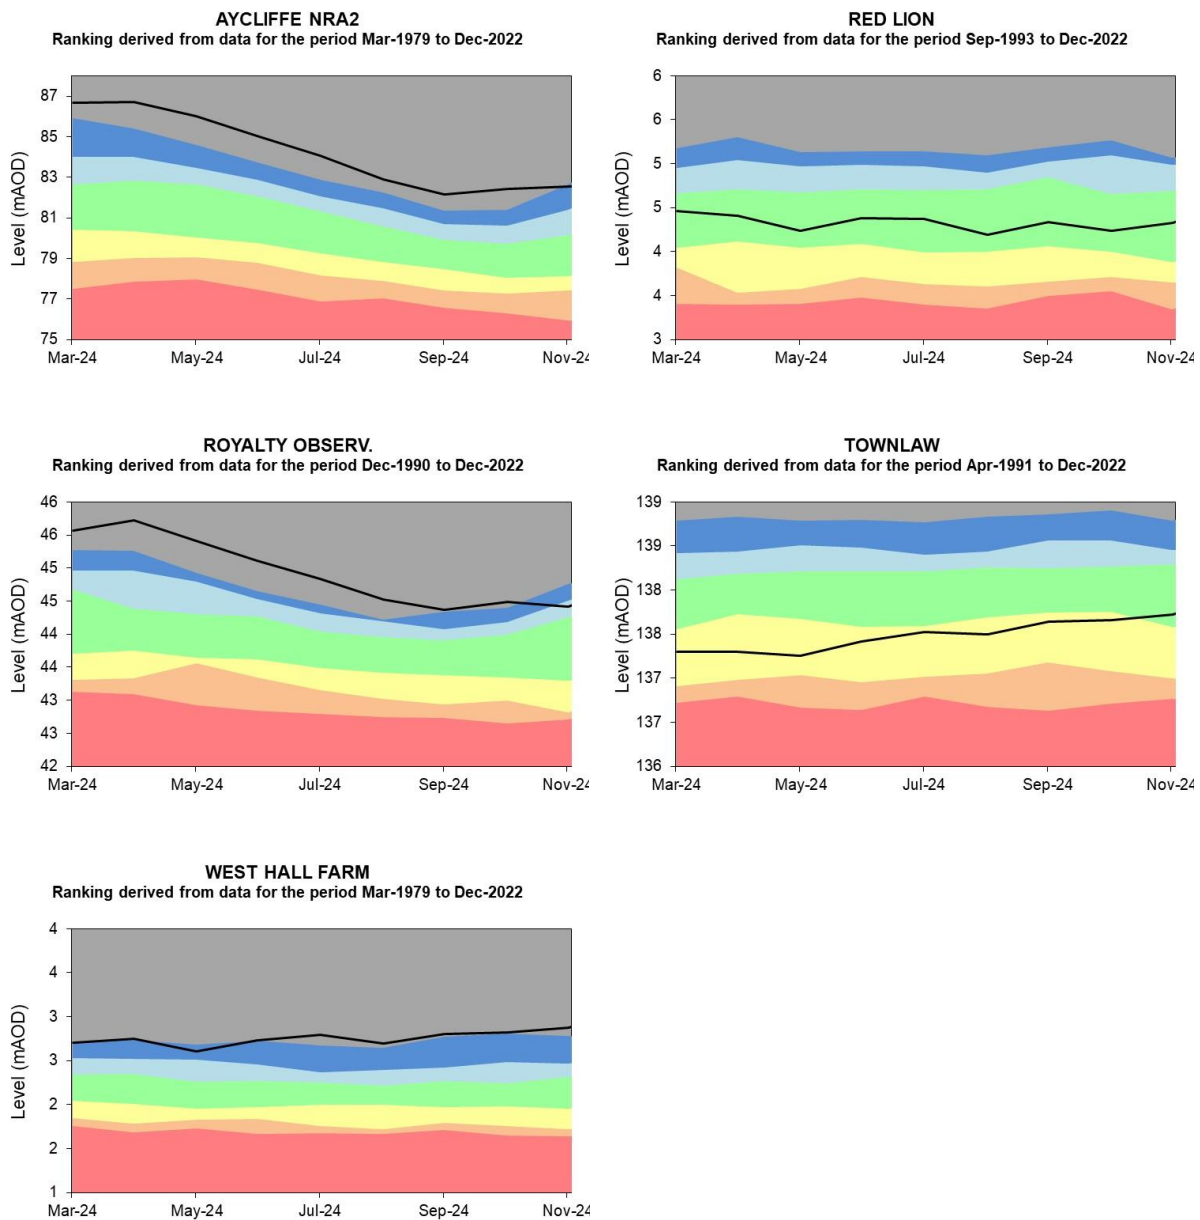 AYCLIFFE NRA2
Ranking derived from data for the period Mar-1979 to Dec-2022
Level (mAOD)
87
85
83
81
79
77
75
Mar-24 May-24 Jul-24 Sep-24 Nov-24
RED LION
Ranking derived from data for the period Sep-1993 to Dec-2022
Level (mAOD)
6
6
5
5
4
4
3
Mar-24 May-24 Jul-24 Sep-24 Nov-24
ROYALTY OBSERV.
Ranking derived from data for the period Dec-1990 to Dec-2022
Level (mAOD)
46
46
45
45
44
44
43
43
42
Mar-24 May-24 Jul-24 Sep-24 Nov-24
TOWNLAW
Ranking derived from data for the period Apr-1991 to Dec-2022
Level (mAOD)
139
139
138
138
137
137
136
Mar-24 May-24 Jul-24 Sep-24 Nov-24
WEST HALL FARM
Ranking derived from data for the period Mar-1979 to Dec-2022
Level (mAOD)
4
4
3
3
2
2
1
Mar-24 May-24 Jul-24 Sep-24 Nov-24